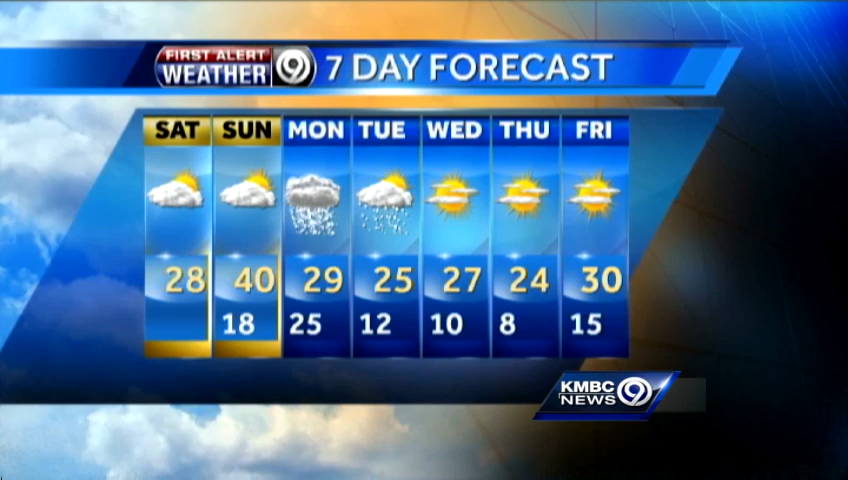 FIRST ALERT
WEATHER 9
7 DAY FORECAST
SAT SUN MON TUE WED THU FRI
28 40 29 25 27 24 30
18 25 12 10 8 15
KMBC 9
NEWS